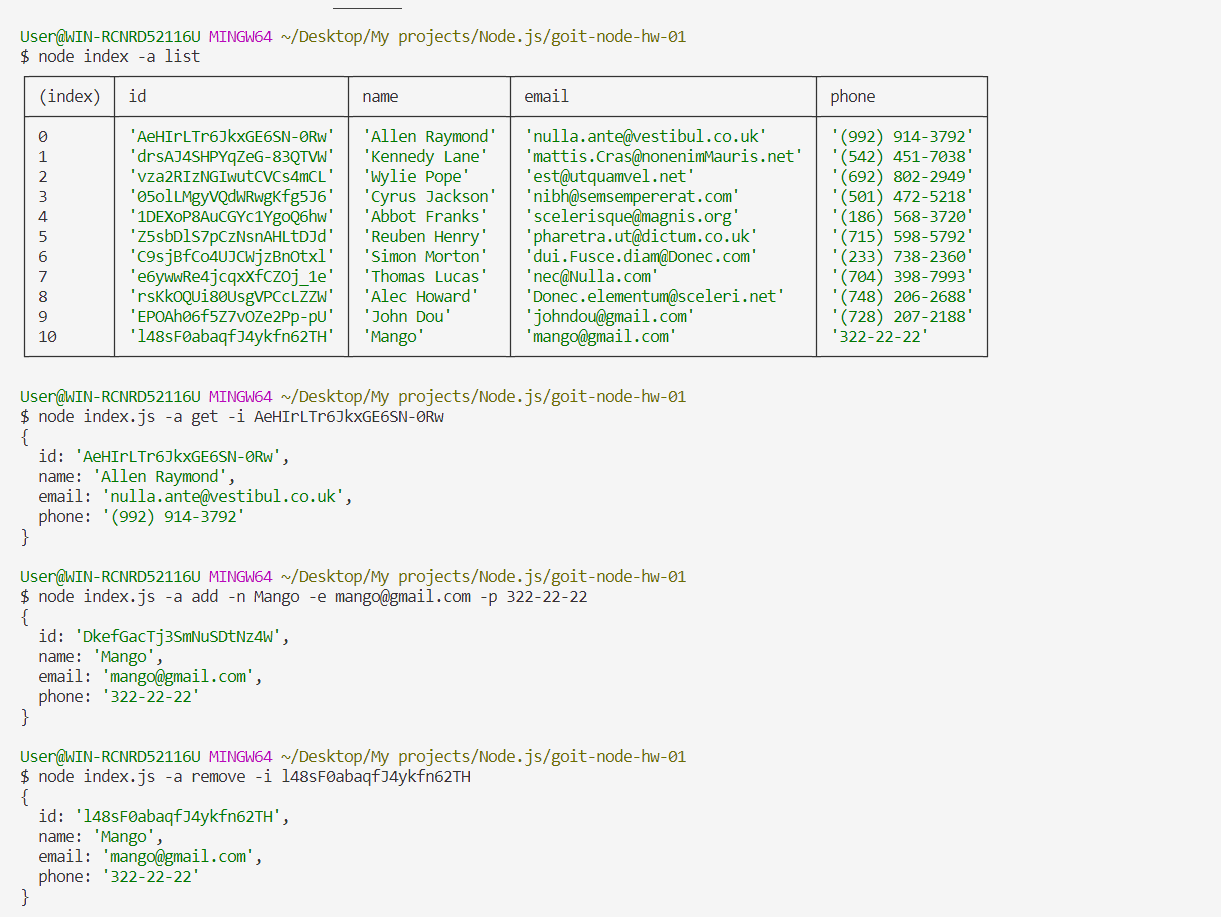 User@WIN-RCNRD52116U MINGW64 ~/Desktop/My projects/Node.js/goit-node-hw-01
$ node index -a list
(index) id name email phone
0 'AeHIrLTr6JkxGE6SN-0Rw' 'Allen Raymond' 'nulla.ante@vestibul.co.uk' '(992) 914-3792'
1 'drsAJ4SHPYqZeG-83QTVW' 'Kennedy Lane' 'mattis.Cras@nonenimMauris.net' '(542) 451-7038'
2 'vza2RIzNGIwutCVCs4mCL' 'Wylie Pope' 'est@utquamvel.net' '(692) 802-2949'
3 '05olLMgyVQdWRwgKfg5J6' 'Cyrus Jackson' 'nibh@semsempererat.com' '(501) 472-5218'
4 '1DEXoP8AuCGYc1YgoQ6hw' 'Abbot Franks' 'scelerisque@magnis.org' '(186) 568-3720'
5 'Z5sbDlS7pCzNsnAHLtDJd' 'Reuben Henry' 'pharetra.ut@dictum.co.uk' '(715) 598-5792'
6 'C9sjBfCo4UJCWjzBnOtxl' 'Simon Morton' 'dui.Fusce.diam@Donec.com' '(233) 738-2360'
7 'e6ywwRe4jcqxXfCZOj_1e' 'Thomas Lucas' 'nec@Nulla.com' '(704) 398-7993'
8 'rsKkOQUi80UsgVPCcLZZW' 'Alec Howard' 'Donec.elementum@sceleri.net' '(748) 206-2688'
9 'EPOAh06f5Z7vOZe2Pp-pU' 'John Dou' 'johndou@gmail.com' '(728) 207-2188'
10 'l48sF0abaqfJ4ykfn62TH' 'Mango' 'mango@gmail.com' '322-22-22'
User@WIN-RCNRD52116U MINGW64 ~/Desktop/My projects/Node.js/goit-node-hw-01
$ node index.js -a get -i AeHIrLTr6JkxGE6SN-0Rw
{
  id: 'AeHIrLTr6JkxGE6SN-0Rw',
  name: 'Allen Raymond',
  email: 'nulla.ante@vestibul.co.uk',
  phone: '(992) 914-3792'
}
User@WIN-RCNRD52116U MINGW64 ~/Desktop/My projects/Node.js/goit-node-hw-01
$ node index.js -a add -n Mango -e mango@gmail.com -p 322-22-22
{
  id: 'DkefGacTj3SmNuSDtNz4W',
  name: 'Mango',
  email: 'mango@gmail.com',
  phone: '322-22-22'
}
User@WIN-RCNRD52116U MINGW64 ~/Desktop/My projects/Node.js/goit-node-hw-01
$ node index.js -a remove -i l48sF0abaqfJ4ykfn62TH
{
  id: 'l48sF0abaqfJ4ykfn62TH',
  name: 'Mango',
  email: 'mango@gmail.com',
  phone: '322-22-22'
}